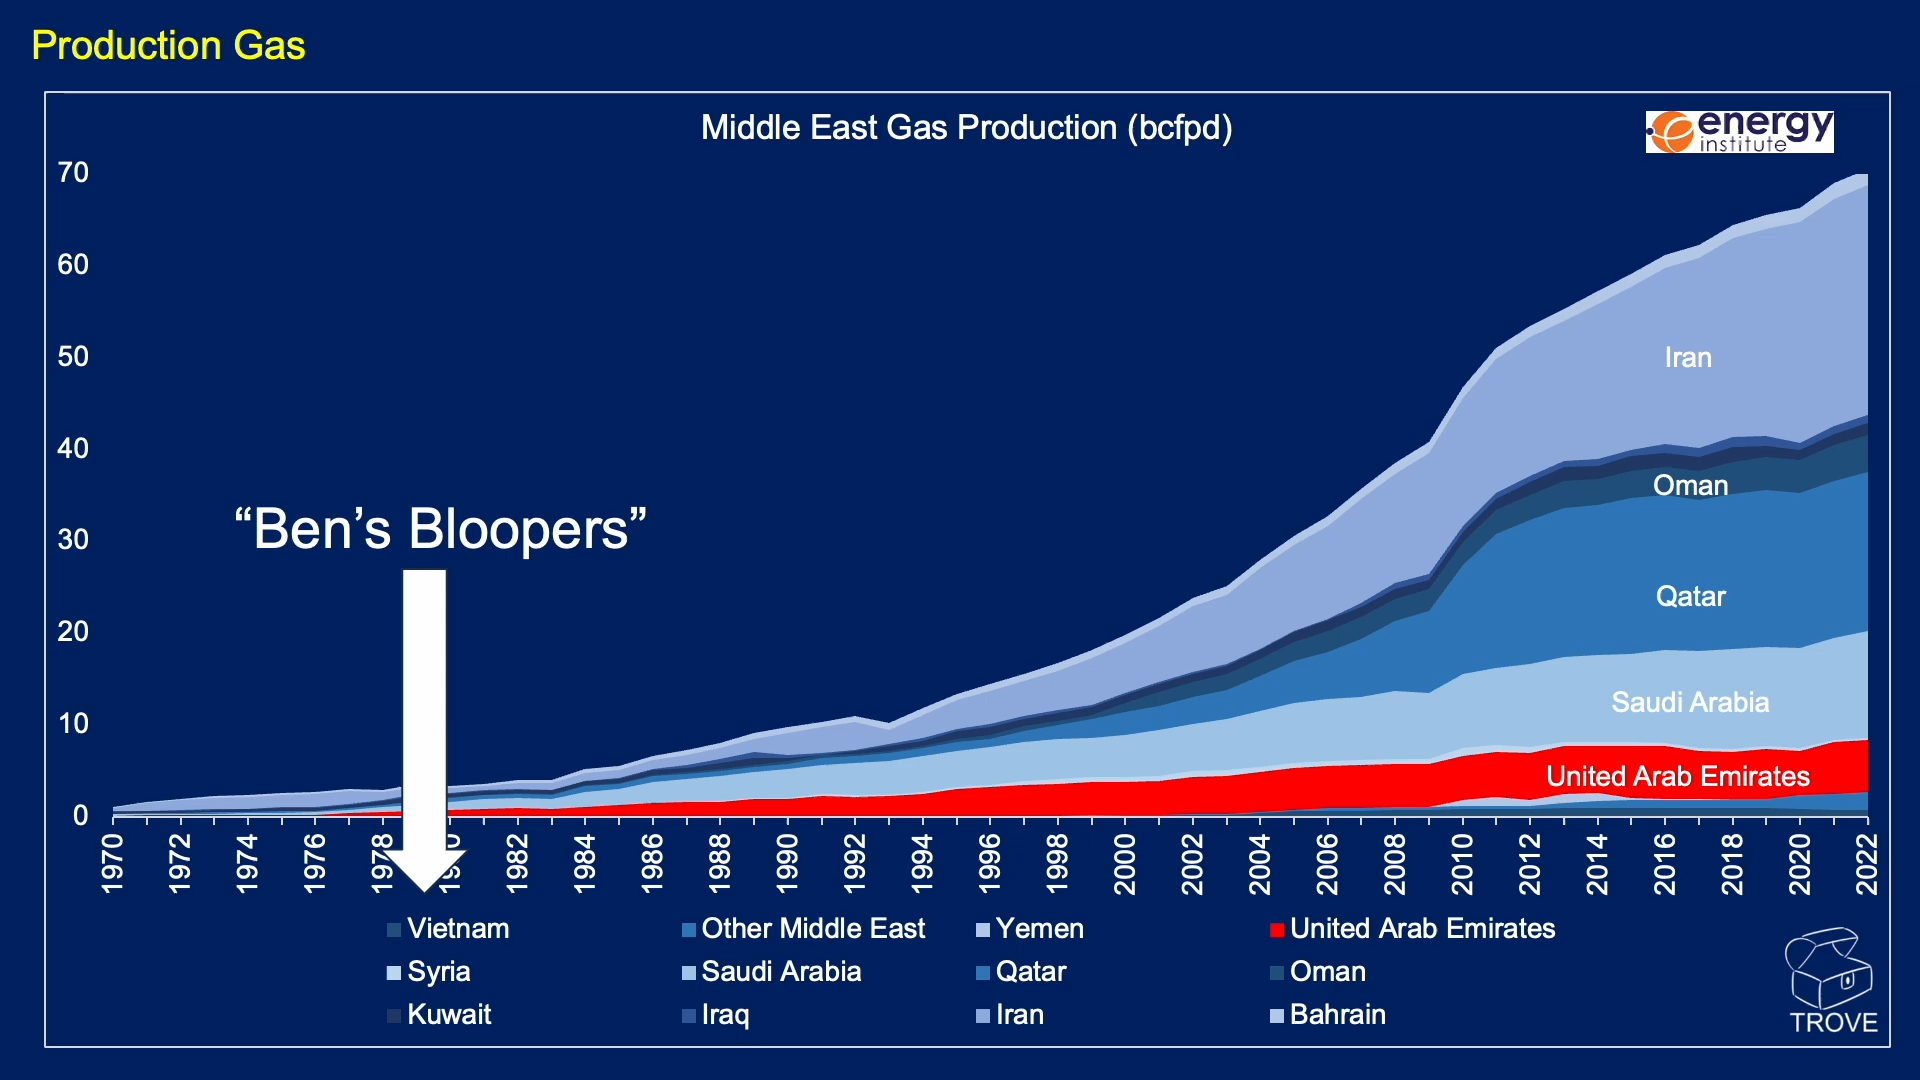 Production Gas
Middle East Gas Production (bcfpd)
energy
institute
70
60
50
40
30
20
10
0
“Ben’s Bloopers”
Iran
Oman
Qatar
Saudi Arabia
United Arab Emirates
1970 1972 1974 1976 1978 1982 1984 1986 1988 1990 1992 1994 1996 1998 2000 2002 2004 2006 2008 2010 2012 2014 2016 2018 2020 2022
Vietnam Other Middle East Yemen United Arab Emirates
Syria Saudi Arabia Qatar Oman
Kuwait Iraq Iran Bahrain
TROVE